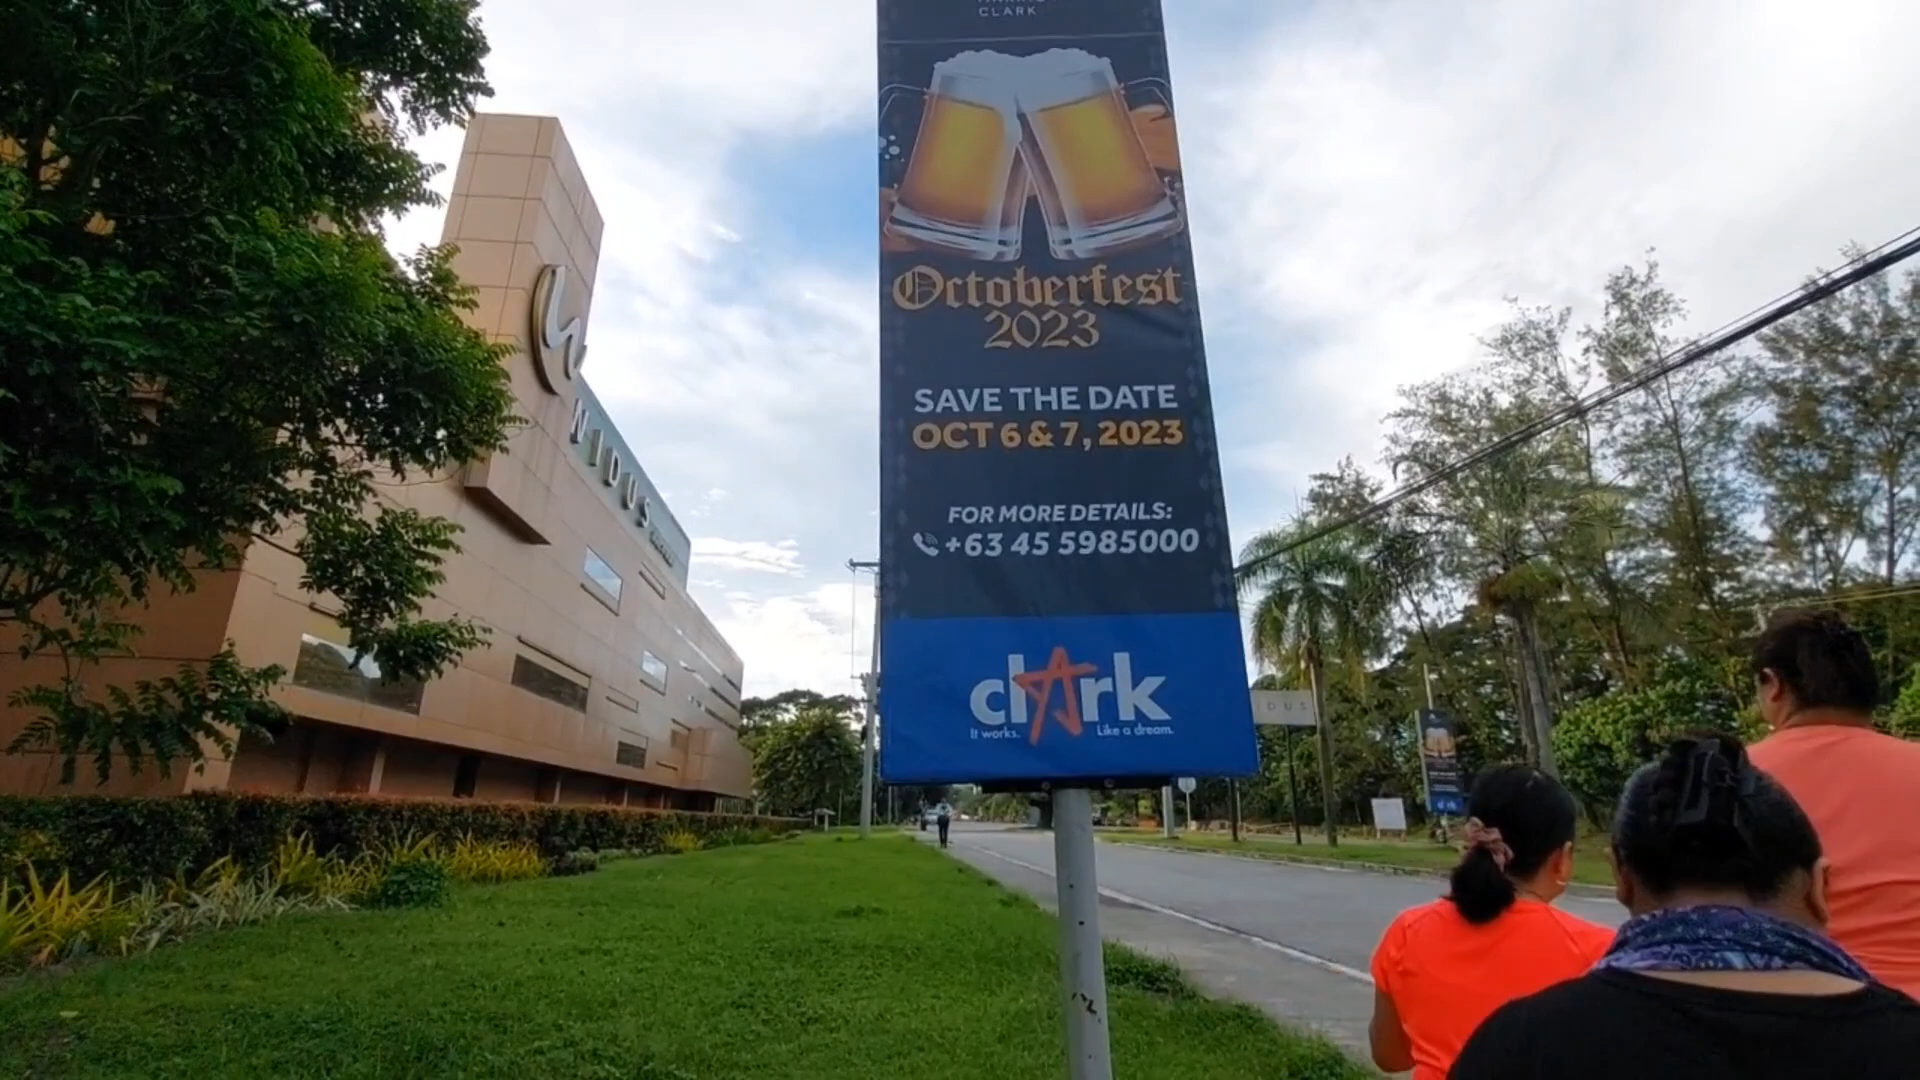 CLARK
Octoberfest
2023
SAVE THE DATE
OCT 6 & 7, 2023
FOR MORE DETAILS:
+63 45 5985000
clark
It works. Like a dream.
WIDUS